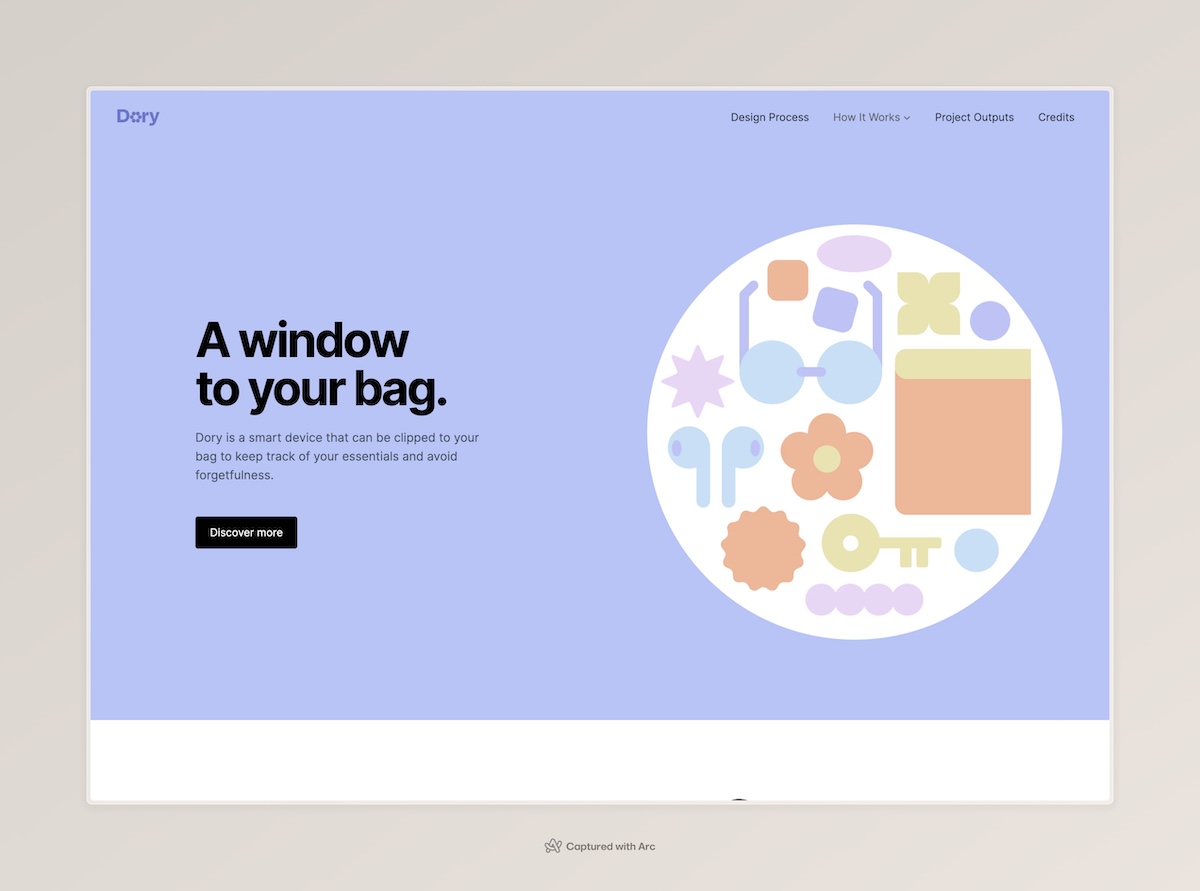 Dory
Design Process
How It Works
Project Outputs
Credits
A window
to your bag.
Dory is a smart device that can be clipped to your
bag to keep track of your essentials and avoid
forgetfulness.
Discover more
Captured with Arc